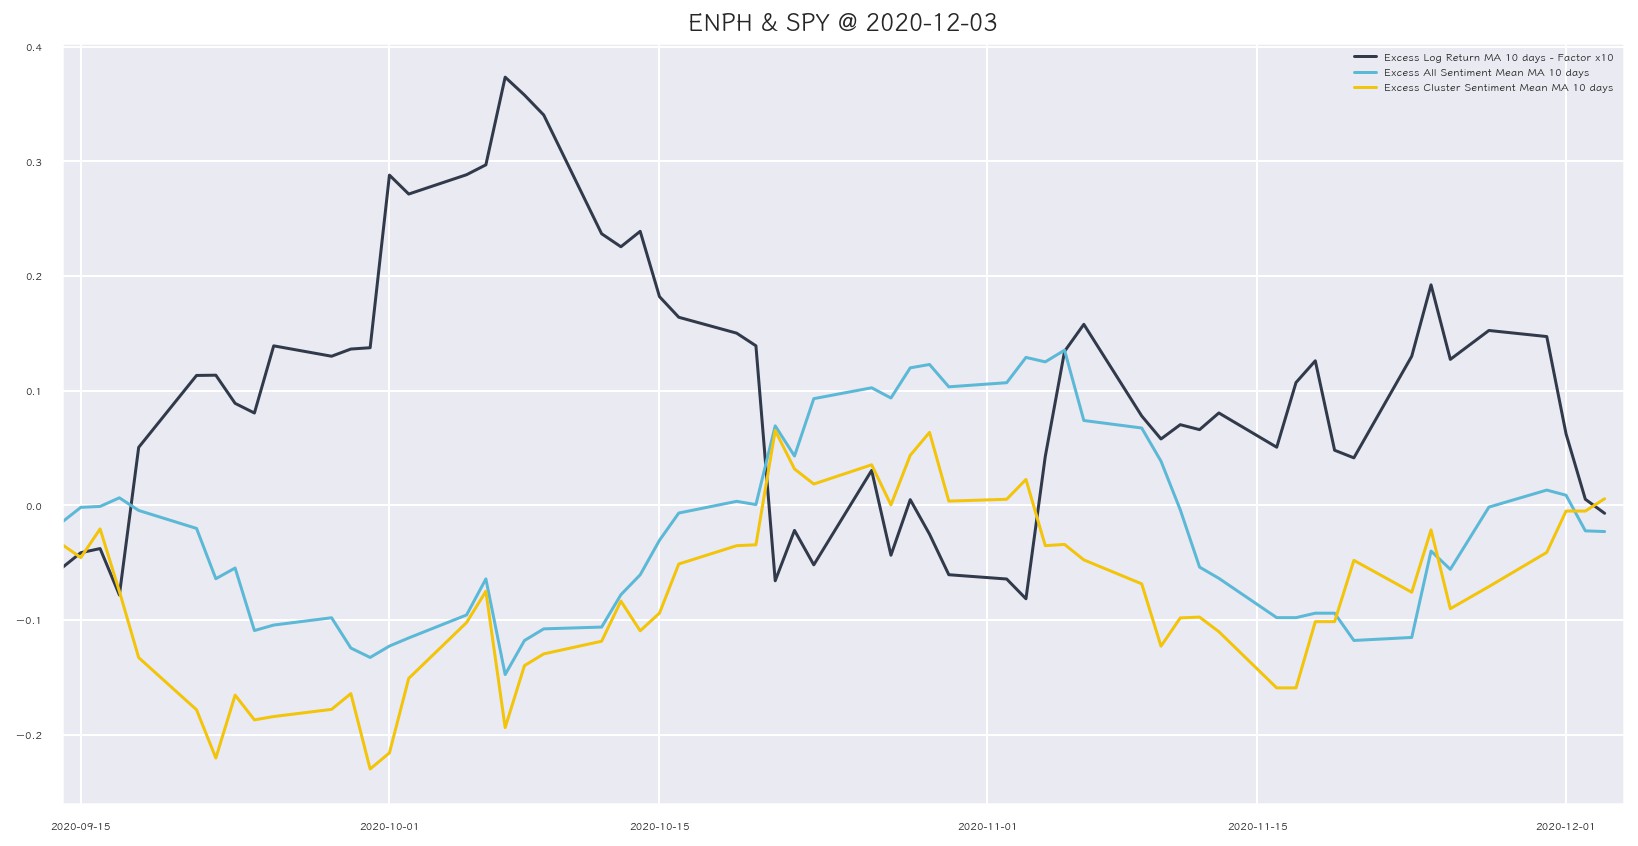 ENPH & SPY @ 2020-12-03
Excess Log Return MA 10 days - Factor x10
Excess All Sentiment Mean MA 10 days
Excess Cluster Sentiment Mean MA 10 days
0.4
0.3
0.2
0.1
0.0
−0.1
−0.2
2020-09-15 2020-10-01 2020-10-15 2020-11-01 2020-11-15 2020-12-01